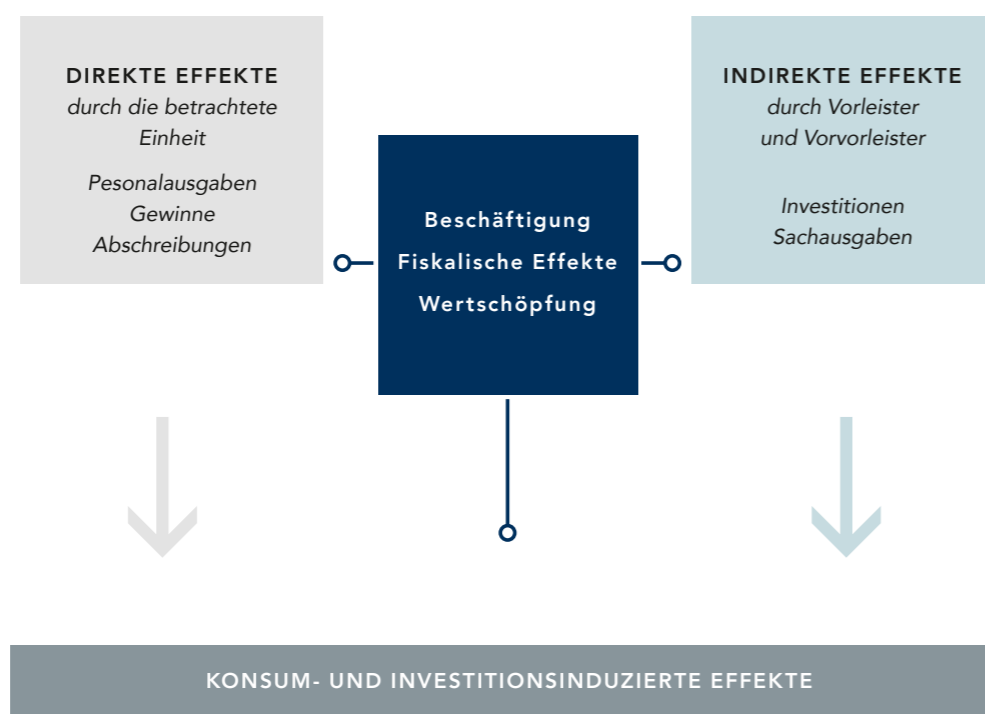 DIREKTE EFFEKTE
durch die betrachtete
Einheit
Pesonalausgaben
Gewinne
Abschreibungen
Beschäftigung
Fiskalische Effekte
Wertschöpfung
INDIREKTE EFFEKTE
durch Vorleister
und Vorvorleister
Investitionen
Sachausgaben
KONSUM- UND INVESTITIONSINDUZIERTE EFFEKTE